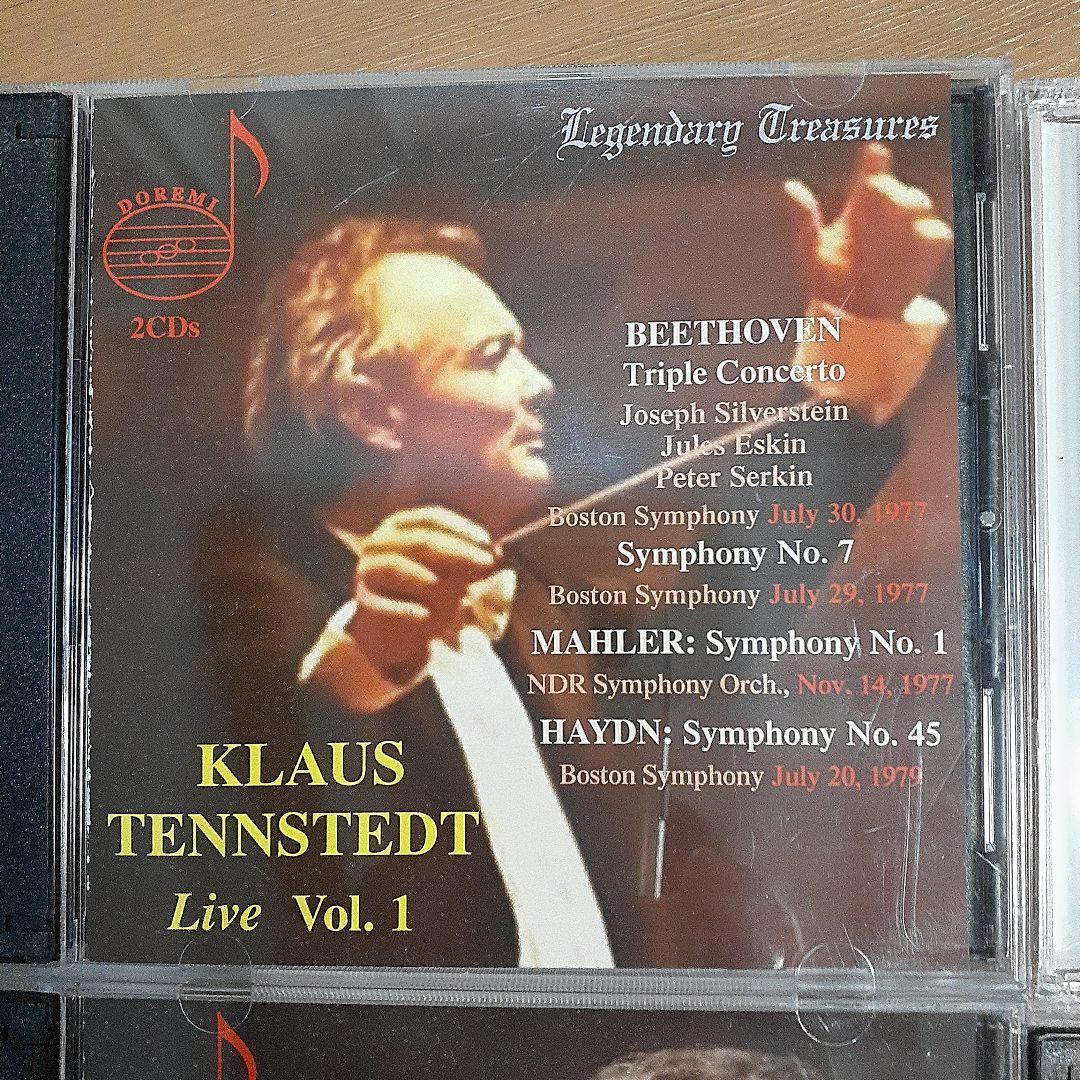 Legendary Treasures
DOREMI
2CDs
BEETHOVEN
Triple Concerto
Joseph Silverstein
Jules Eskin
Peter Serkin
Boston Symphony July 30, 1977
Symphony No. 7
Boston Symphony July 29, 1977
MAHLER: Symphony No. 1
NDR Symphony Orch., Nov. 14, 1977
HAYDN: Symphony No. 45
Boston Symphony July 20, 1979
KLAUS
TENNSTEDT
Live Vol. 1